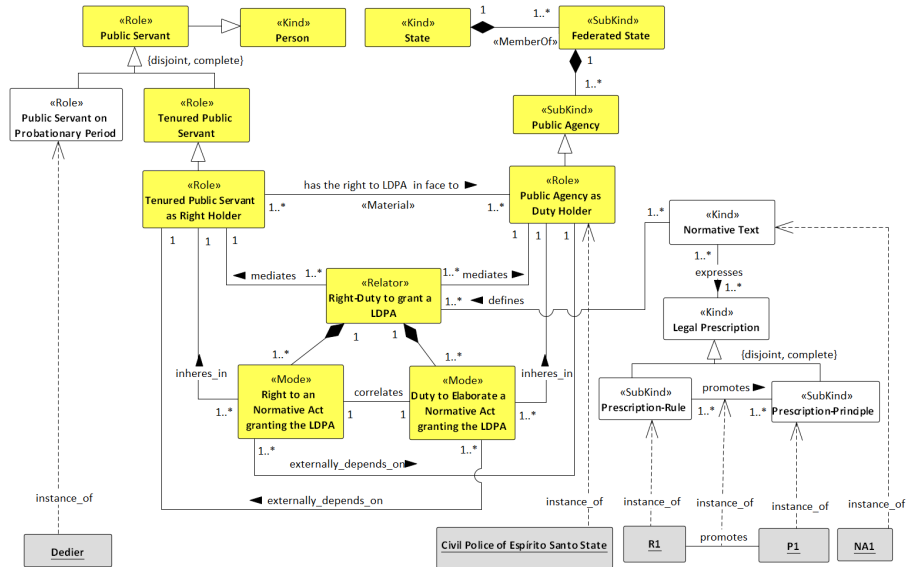 «Role»
Public Servant
«Kind»
Person
«Kind»
State
1
1..*
«MemberOf»
«SubKind»
Federated State
{disjoint, complete}
1
1..*
«Role»
Public Servant on
Probationary Period
«Role»
Tenured Public
Servant
«SubKind»
Public Agency
«Role»
Tenured Public Servant
as Right Holder
has the right to LDPA in face to
1..*
«Material»
1..*
«Role»
Public Agency as
Duty Holder
1..*
«Kind»
Normative Text
1
1
1
1
1
1
1..*
expresses
1..*
mediates
1..*
«Relator»
Right-Duty to grant a
LDPA
1..*
mediates
1..*
defines
«Kind»
Legal Prescription
1
1
1..*
1..*
{disjoint, complete}
inheres_in
1..*
«Mode»
Right to an
Normative Act
granting the LDPA
correlates
1
1
«Mode»
Duty to Elaborate a
Normative Act
granting the LDPA
inheres_in
1..*
«SubKind»
Prescription-Rule
promotes
1..*
1..*
«SubKind»
Prescription-Principle
1..*
1..*
externally_depends_on
externally_depends_on
instance_of
instance_of
instance_of
instance_of
instance_of
instance_of
Dedier
Civil Police of Espírito Santo State
R1
promotes
P1
NA1